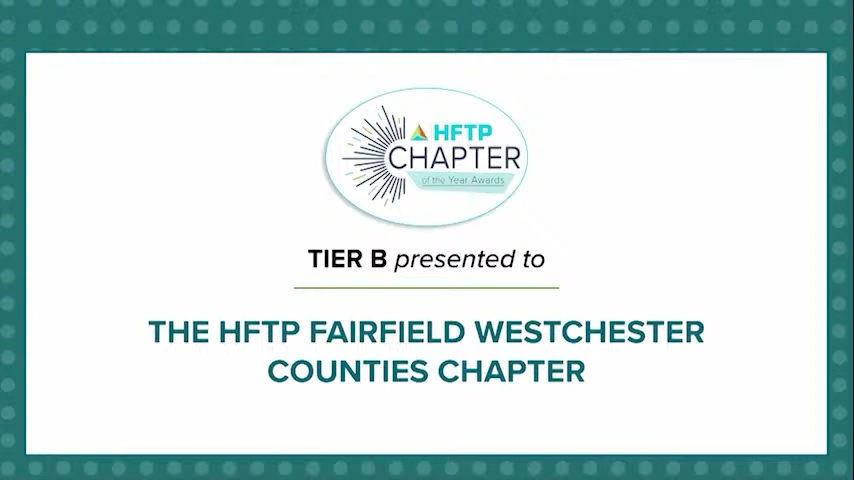 HFTP
CHAPTER
of the Year Awards
TIER B presented to
THE HFTP FAIRFIELD WESTCHESTER
COUNTIES CHAPTER